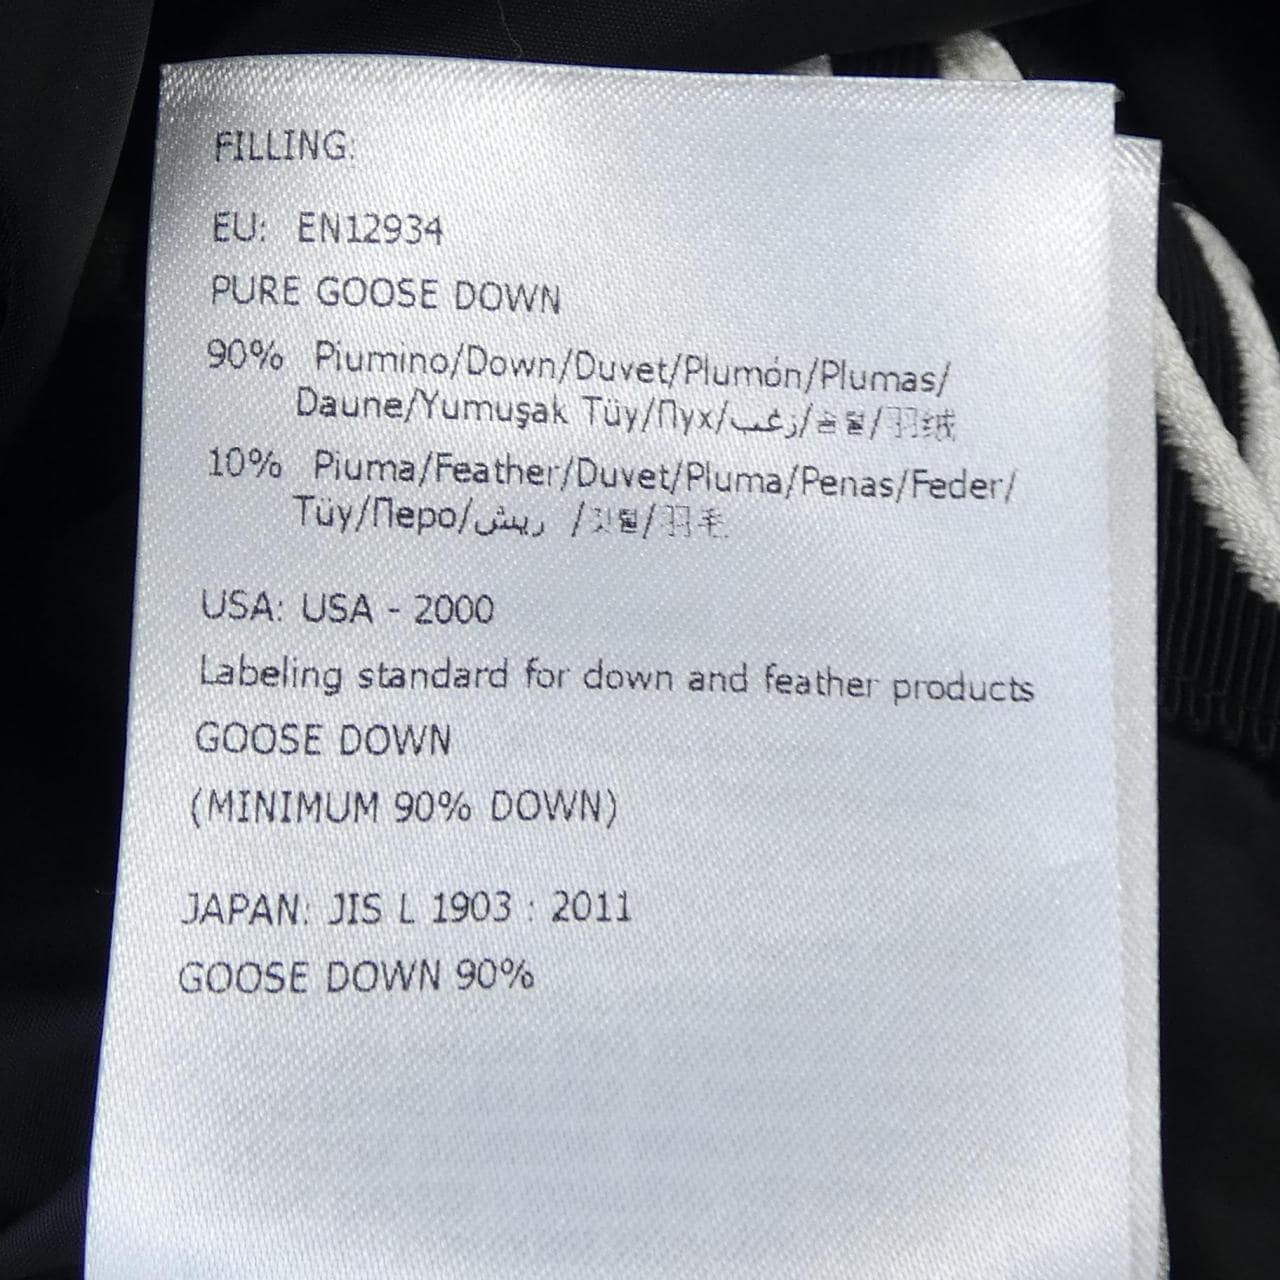 FILLING:
EU: EN12934
PURE GOOSE DOWN
90% Piumino/Down/Duvet/Plumón/Plumas/
Daune/Yumuşak Tüy/Пух/زغب/솜털/羽绒
10% Piuma/Feather/Duvet/Pluma/Penas/Feder/
Tüy/Перо/ريش /깃털/羽毛
USA: USA - 2000
Labeling standard for down and feather products
GOOSE DOWN
(MINIMUM 90% DOWN)
JAPAN: JIS L 1903 : 2011
GOOSE DOWN 90%